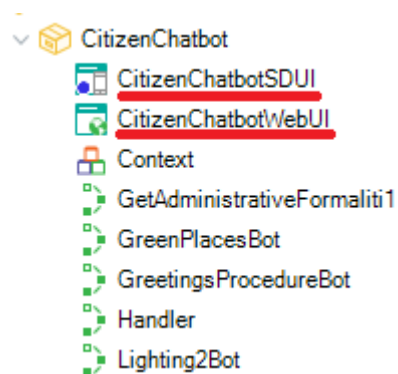 CitizenChatbot
CitizenChatbotSDUI
CitizenChatbotWebUI
Context
GetAdministrativeFormaliti1
GreenPlacesBot
GreetingsProcedureBot
Handler
Lighting2Bot